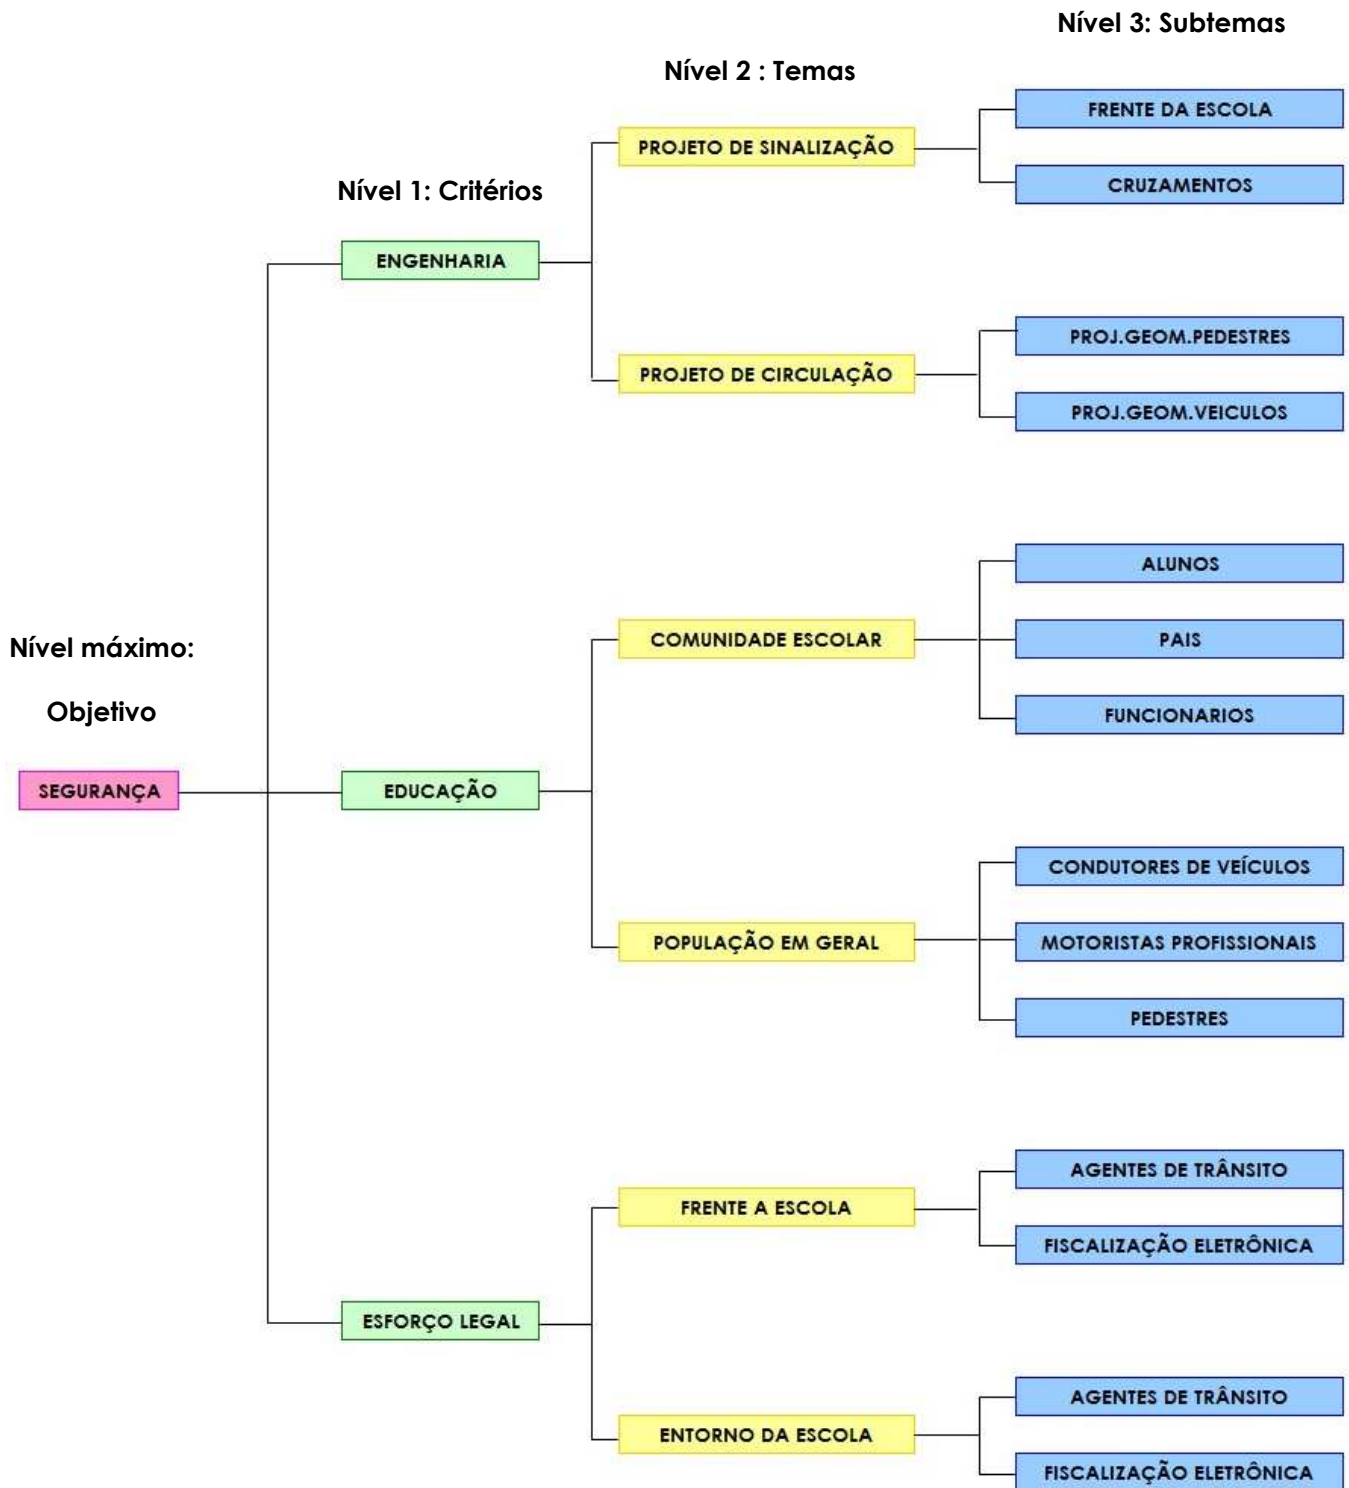 Nível 3: Subtemas
Nível 2 : Temas
FRENTE DA ESCOLA
PROJETO DE SINALIZAÇÃO
CRUZAMENTOS
Nível 1: Critérios
ENGENHARIA
PROJ.GEOM.PEDESTRES
PROJETO DE CIRCULAÇÃO
PROJ.GEOM.VEICULOS
ALUNOS
COMUNIDADE ESCOLAR
PAIS
FUNCIONARIOS
Nível máximo:
Objetivo
SEGURANÇA
EDUCAÇÃO
CONDUTORES DE VEÍCULOS
POPULAÇÃO EM GERAL
MOTORISTAS PROFISSIONAIS
PEDESTRES
AGENTES DE TRÂNSITO
FRENTE A ESCOLA
FISCALIZAÇÃO ELETRÔNICA
ESFORÇO LEGAL
AGENTES DE TRÂNSITO
ENTORNO DA ESCOLA
FISCALIZAÇÃO ELETRÔNICA